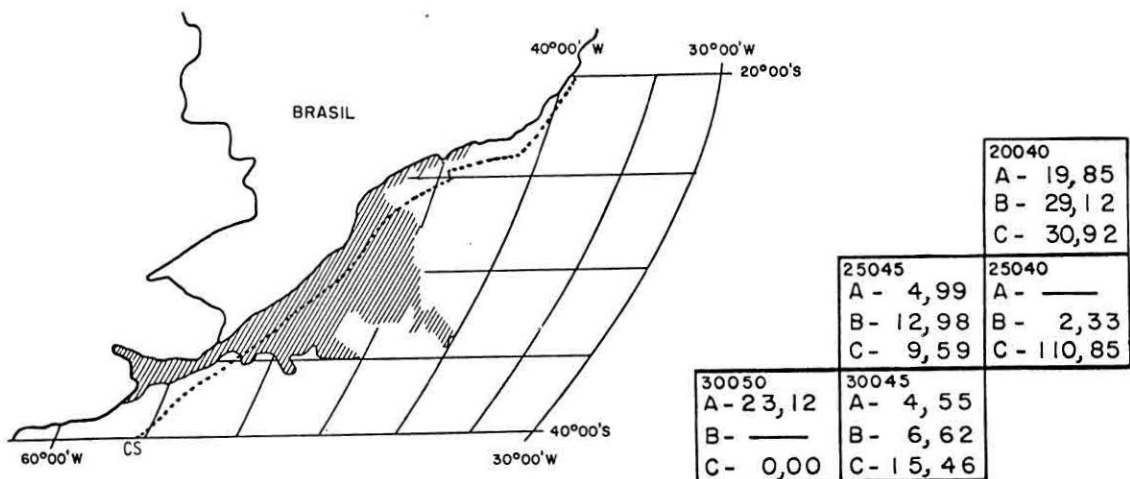 40°00' W
30°00'W
20°00'S
BRASIL
CS
60°00'W
30°00'W
40°00'S
20040
A - 19,85
B - 29,12
C - 30,92
25045
A - 4,99
B - 12,98
C - 9,59
25040
A - —
B - 2,33
C - 110,85
30050
A - 23,12
B - —
C - 0,00
30045
A - 4,55
B - 6,62
C - 15,46